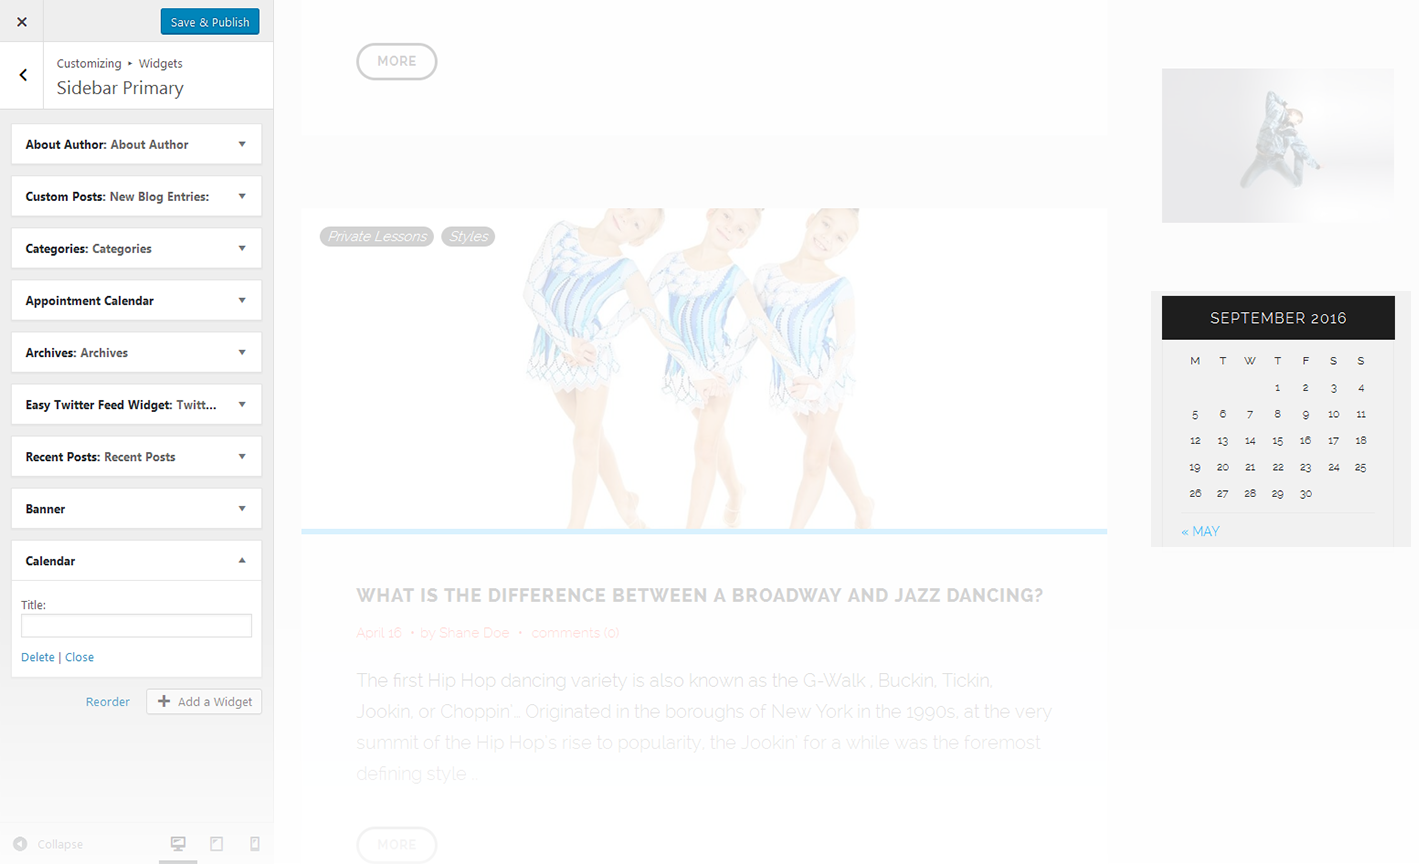 Save & Publish
Customizing ▸ Widgets
Sidebar Primary
About Author: About Author
Custom Posts: New Blog Entries:
Categories: Categories
Appointment Calendar
Archives: Archives
Easy Twitter Feed Widget: Twitt...
Recent Posts: Recent Posts
Banner
Calendar
Title:
Delete | Close
Reorder
Add a Widget
Collapse
MORE
Private Lessons Styles
WHAT IS THE DIFFERENCE BETWEEN A BROADWAY AND JAZZ DANCING?
April 16 • by Shane Doe • comments (0)
The first Hip Hop dancing variety is also known as the G-Walk , Buckin, Tickin,
Jookin, or Choppin'... Originated in the boroughs of New York in the 1990s, at the very
summit of the Hip Hop's rise to popularity, the Jookin' for a while was the foremost
defining style ...
MORE
SEPTEMBER 2016
M T W T F S S
1 2 3 4
5 6 7 8 9 10 11
12 13 14 15 16 17 18
19 20 21 22 23 24 25
26 27 28 29 30
« MAY